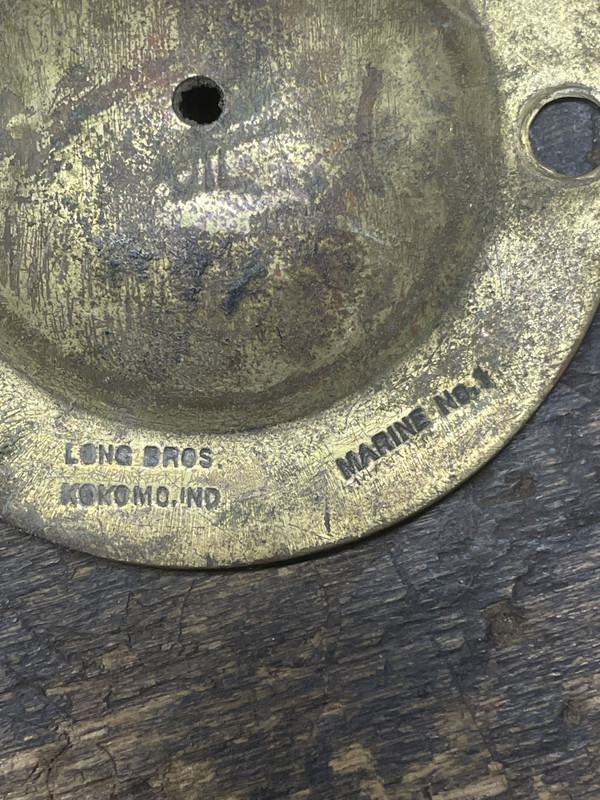 LONG BROS.
KOKOMO, IND
MARINE No. 1